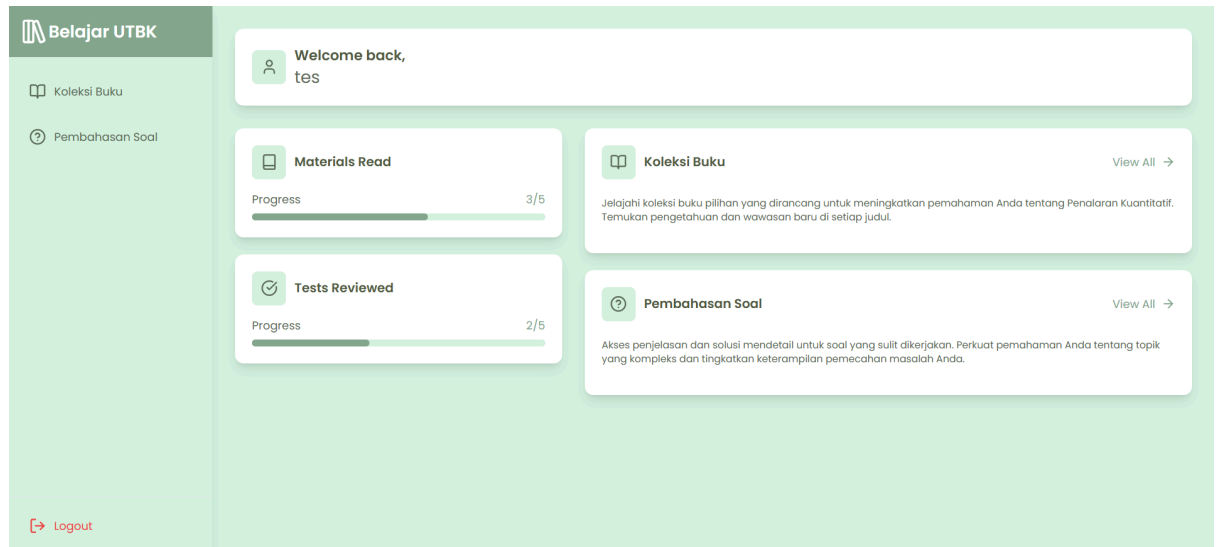 Belajar UTBK
Koleksi Buku
Pembahasan Soal
Logout
Welcome back,
tes
Materials Read
Progress 3/5
Tests Reviewed
Progress 2/5
Koleksi Buku View All
Jelajahi koleksi buku pilihan yang dirancang untuk meningkatkan pemahaman Anda tentang Penalaran Kuantitatif.
Temukan pengetahuan dan wawasan baru di setiap judul.
Pembahasan Soal View All
Akses penjelasan dan solusi mendetail untuk soal yang sulit dikerjakan. Perkuat pemahaman Anda tentang topik
yang kompleks dan tingkatkan keterampilan pemecahan masalah Anda.